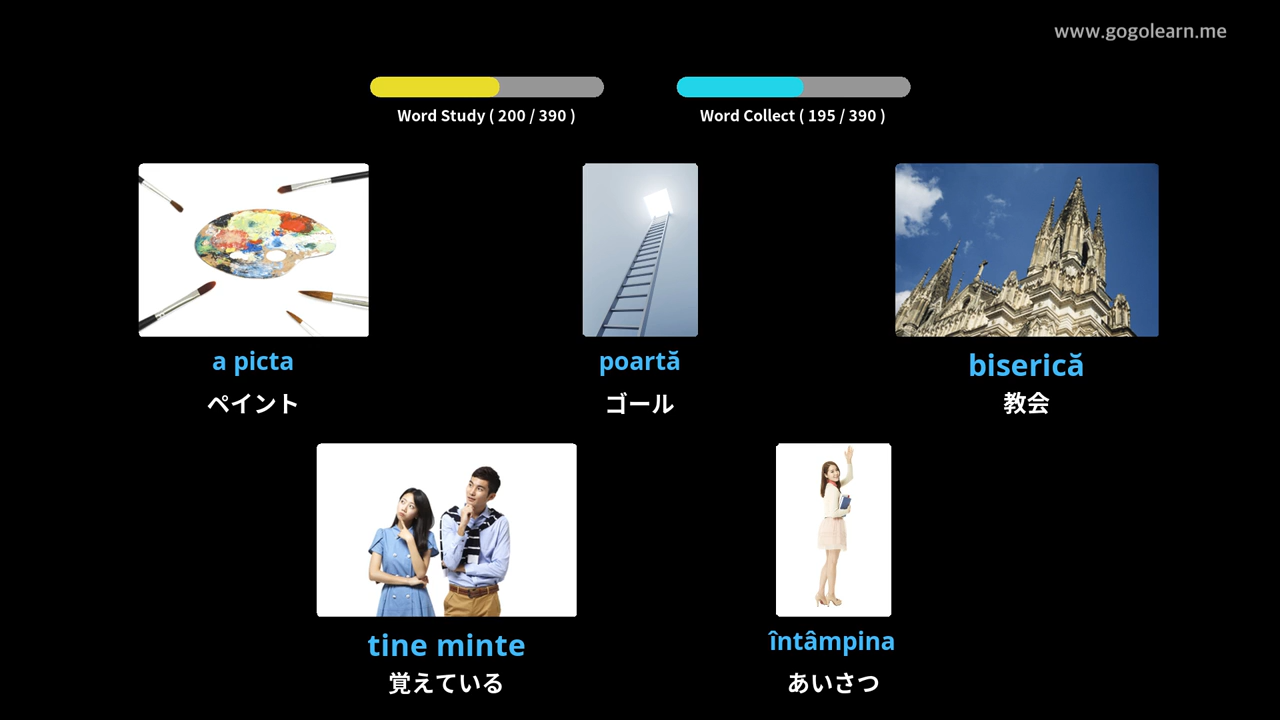 www.gogolearn.me
Word Study ( 200 / 390 )
Word Collect ( 195 / 390 )
a picta
ペイント
poartă
ゴール
biserică
教会
tine minte
覚えている
întâmpina
あいさつ